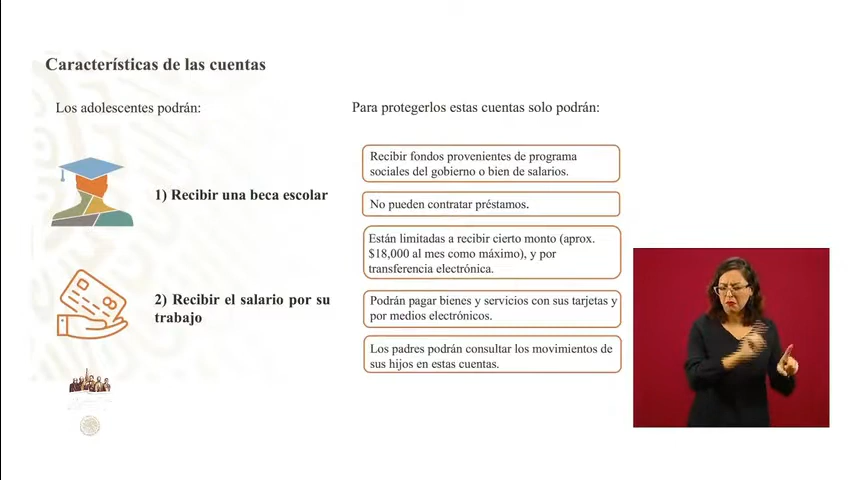 Características de las cuentas
Los adolescentes podrán:
1) Recibir una beca escolar
2) Recibir el salario por su
trabajo
Para protegerlos estas cuentas solo podrán:
Recibir fondos provenientes de programa
sociales del gobierno o bien de salarios.
No pueden contratar préstamos.
Están limitadas a recibir cierto monto (aprox.
$18,000 al mes como máximo), y por
transferencia electrónica.
Podrán pagar bienes y servicios con sus tarjetas y
por medios electrónicos.
Los padres podrán consultar los movimientos de
sus hijos en estas cuentas.